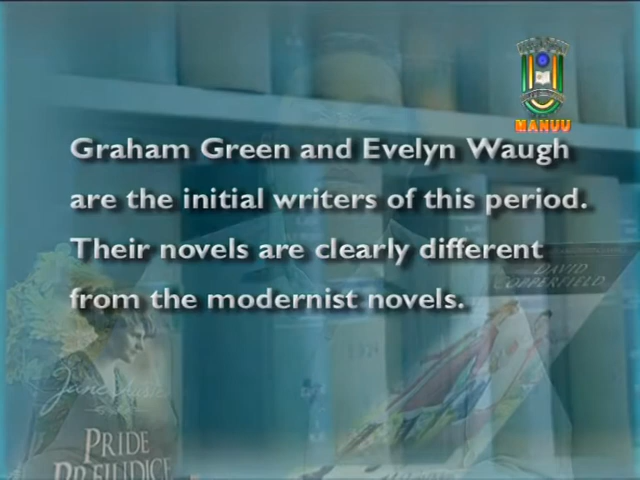 MANUU
Graham Green and Evelyn Waugh
are the initial writers of this period.
Their novels are clearly different
from the modernist novels.
DAVID
COPPERFIELD
PRIDE
PREJUDICE